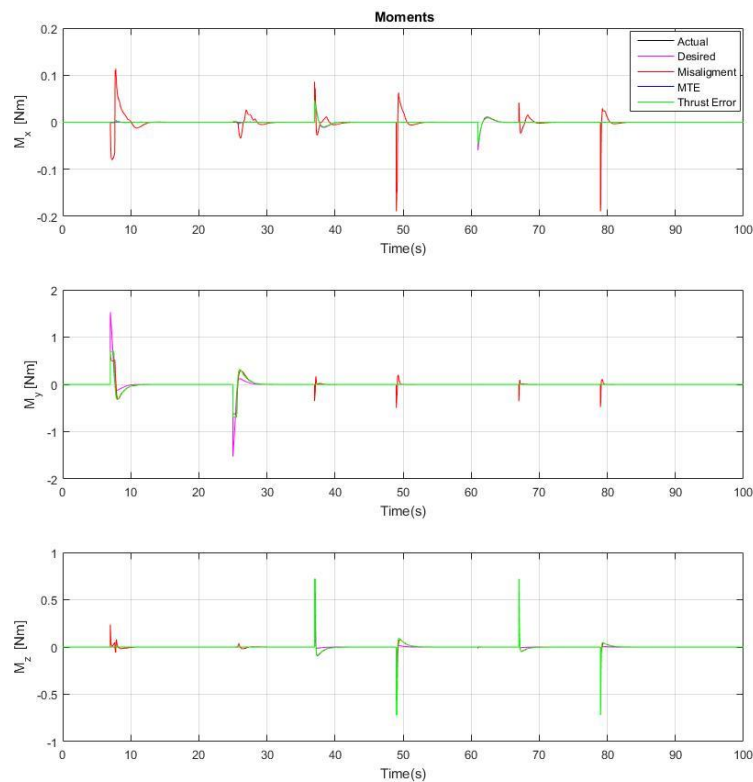 Moments
Actual
Desired
Misaligment
MTE
Thrust Error
M_x [Nm]
0.2
0.1
0
-0.1
-0.2
0 10 20 30 40 50 60 70 80 90 100
Time(s)
M_y [Nm]
2
1
0
-1
-2
0 10 20 30 40 50 60 70 80 90 100
Time(s)
M_z [Nm]
1
0.5
0
-0.5
-1
0 10 20 30 40 50 60 70 80 90 100
Time(s)